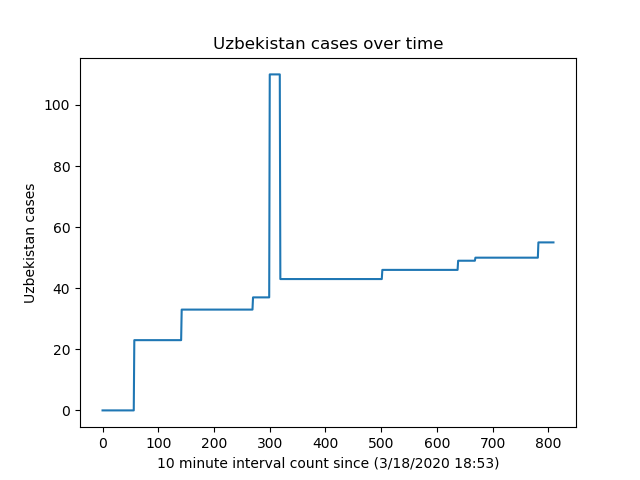 Uzbekistan cases over time
Uzbekistan cases
100
80
60
40
20
0
0 100 200 300 400 500 600 700 800
10 minute interval count since (3/18/2020 18:53)